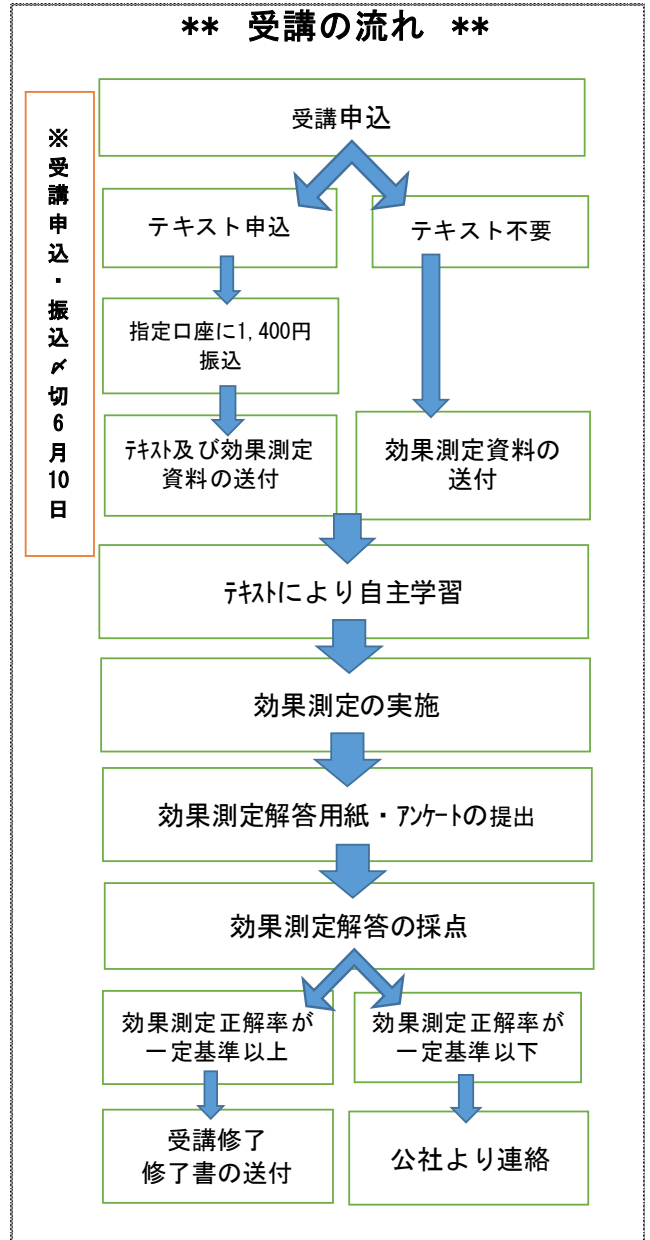 ** 受講の流れ **
※受講申込・振込〆切6月10日
受講申込
テキスト申込
テキスト不要
指定口座に1,400円
振込
ﾃｷｽﾄ及び効果測定
資料の送付
効果測定資料の
送付
ﾃｷｽﾄにより自主学習
効果測定の実施
効果測定解答用紙・ｱﾝｹｰﾄの提出
効果測定解答の採点
効果測定正解率が
一定基準以上
効果測定正解率が
一定基準以下
受講修了
修了書の送付
公社より連絡